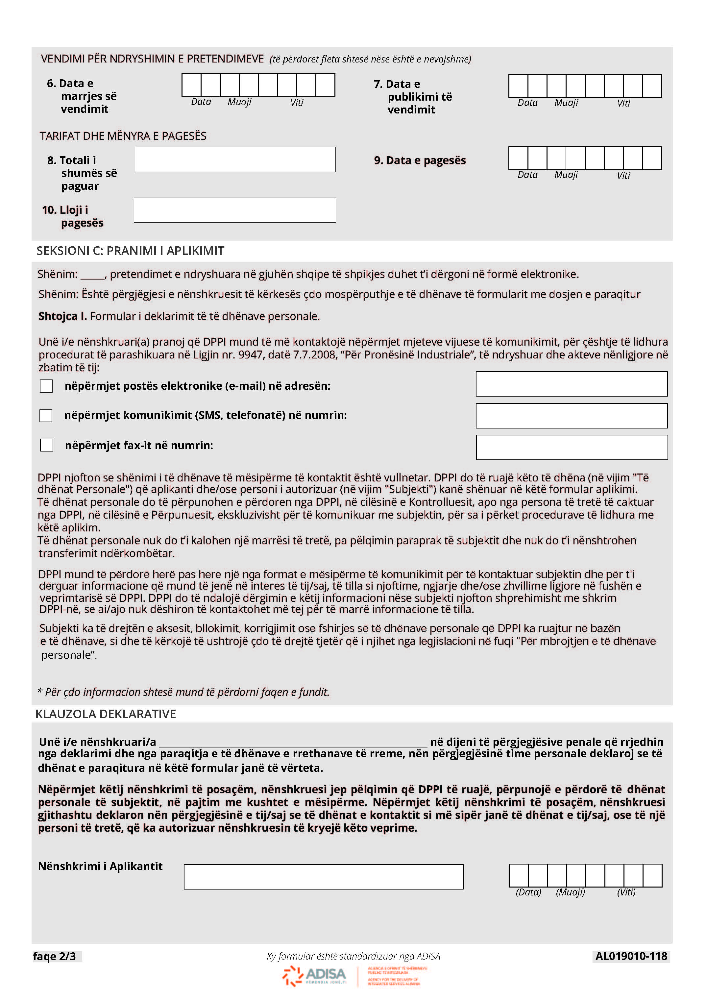 VENDIMI PËR NDRYSHIMIN E PRETENDIMEVE (të përdoret fleta shtesë nëse është e nevojshme)
6. Data e
marrjes së
vendimit
Data Muaji Viti
7. Data e
publikimi të
vendimit
Data Muaji Viti
TARIFAT DHE MËNYRA E PAGESËS
8. Totali i
shumës së
paguar
9. Data e pagesës
Data Muaji Viti
10. Lloji i
pagesës
SEKSIONI C: PRANIMI I APLIKIMIT
Shënim: ____, pretendimet e ndryshuara në gjuhën shqipe të shpikjes duhet t’i dërgoni në formë elektronike.
Shënim: Është përgjëgjesi e nënshkruesit të kërkesës çdo mospërputhje e të dhënave të formularit me dosjen e paraqitur
Shtojca I. Formular i deklarimit të të dhënave personale.
Unë i/e nënshkruari(a) pranoj që DPPI mund të më kontaktojë nëpërmjet mjeteve vijuese të komunikimit, për çështje të lidhura
procedurat të parashikuara në Ligjin nr. 9947, datë 7.7.2008, “Për Pronësinë Industriale”, të ndryshuar dhe akteve nënligjore në
zbatim të tij:
nëpërmjet postës elektronike (e-mail) në adresën:
nëpërmjet komunikimit (SMS, telefonatë) në numrin:
nëpërmjet fax-it në numrin:
DPPI njofton se shënimi i të dhënave të mësipërme të kontaktit është vullnetar. DPPI do të ruajë këto të dhëna (në vijim "Të
dhënat Personale") që aplikanti dhe/ose personi i autorizuar (në vijim "Subjekti") kanë shënuar në këtë formular aplikimi.
Të dhënat personale do të përpunohen e përdoren nga DPPI, në cilësinë e Kontrolluesit, apo nga persona të tretë të caktuar
nga DPPI, në cilësinë e Përpunuesit, ekskluzivisht për të komunikuar me subjektin, për sa i përket procedurave të lidhura me
këtë aplikim.
Të dhënat personale nuk do t’i kalohen një marrësi të tretë, pa pëlqimin paraprak të subjektit dhe nuk do t’i nënshtrohen
transferimit ndërkombëtar.
DPPI mund të përdorë herë pas here një nga format e mësipërme të komunikimit për të kontaktuar subjektin dhe për t'i
dërguar informacione që mund të jenë në interes të tij/saj, të tilla si njoftime, ngjarje dhe/ose zhvillime ligjore në fushën e
veprimtarisë së DPPI. DPPI do të ndalojë dërgimin e këtij informacioni nëse subjekti njofton shprehimisht me shkrim
DPPI-në, se ai/ajo nuk dëshiron të kontaktohet më tej për të marrë informacione të tilla.
Subjekti ka të drejtën e aksesit, bllokimit, korrigjimit ose fshirjes së të dhënave personale që DPPI ka ruajtur në bazën
e të dhënave, si dhe të kërkojë të ushtrojë çdo të drejtë tjetër që i njihet nga legjislacioni në fuqi "Për mbrojtjen e të dhënave
personale”.
* Për çdo informacion shtesë mund të përdorni faqen e fundit.
KLAUZOLA DEKLARATIVE
Unë i/e nënshkruari/a ____________________ në dijeni të përgjegjësive penale që rrjedhin
nga deklarimi dhe nga paraqitja e të dhënave e rrethanave të rreme, nën përgjegjësinë time personale deklaroj se të
dhënat e paraqitura në këtë formular janë të vërteta.
Nëpërmjet këtij nënshkrimi të posaçëm, nënshkruesi jep pëlqimin që DPPI të ruajë, përpunojë e përdorë të dhënat
personale të subjektit, në pajtim me kushtet e mësipërme. Nëpërmjet këtij nënshkrimi të posaçëm, nënshkruesi
gjithashtu deklaron nën përgjegjësinë e tij/saj se të dhënat e kontaktit si më sipër janë të dhënat e tij/saj, ose të një
personi të tretë, që ka autorizuar nënshkruesin të kryejë këto veprime.
Nënshkrimi i Aplikantit
(Data) (Muaji) (Viti)
faqe 2/3
Ky formular është standardizuar nga ADISA
AL019010-118
ADISA
VËMENDJA JONË, TI
AGJENCIA E OFRIMIT TË SHËRBIMEVE
PUBLIKE TË INTEGRUARA
AGENCY FOR THE DELIVERY OF
INTEGRATED SERVICES ALBANIA